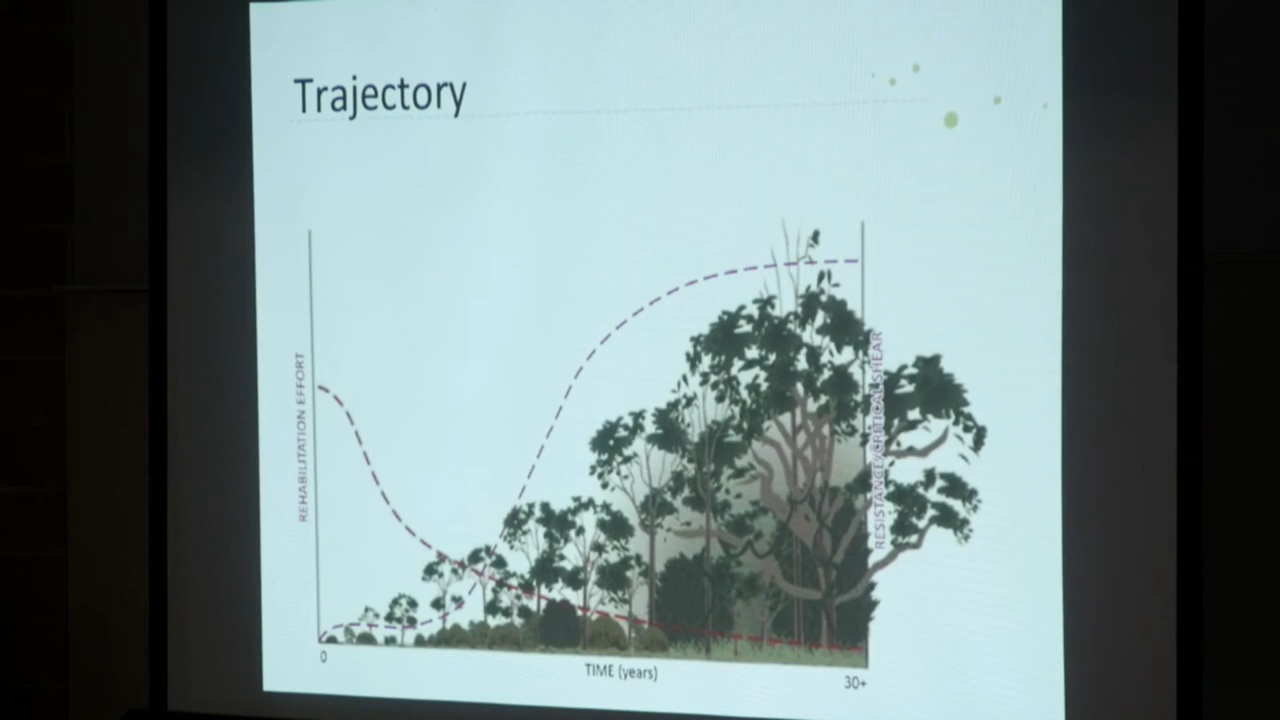 Trajectory
REHABILITATION EFFORT
RESISTANCE/CRITICAL SHEAR
0
TIME (years)
30+